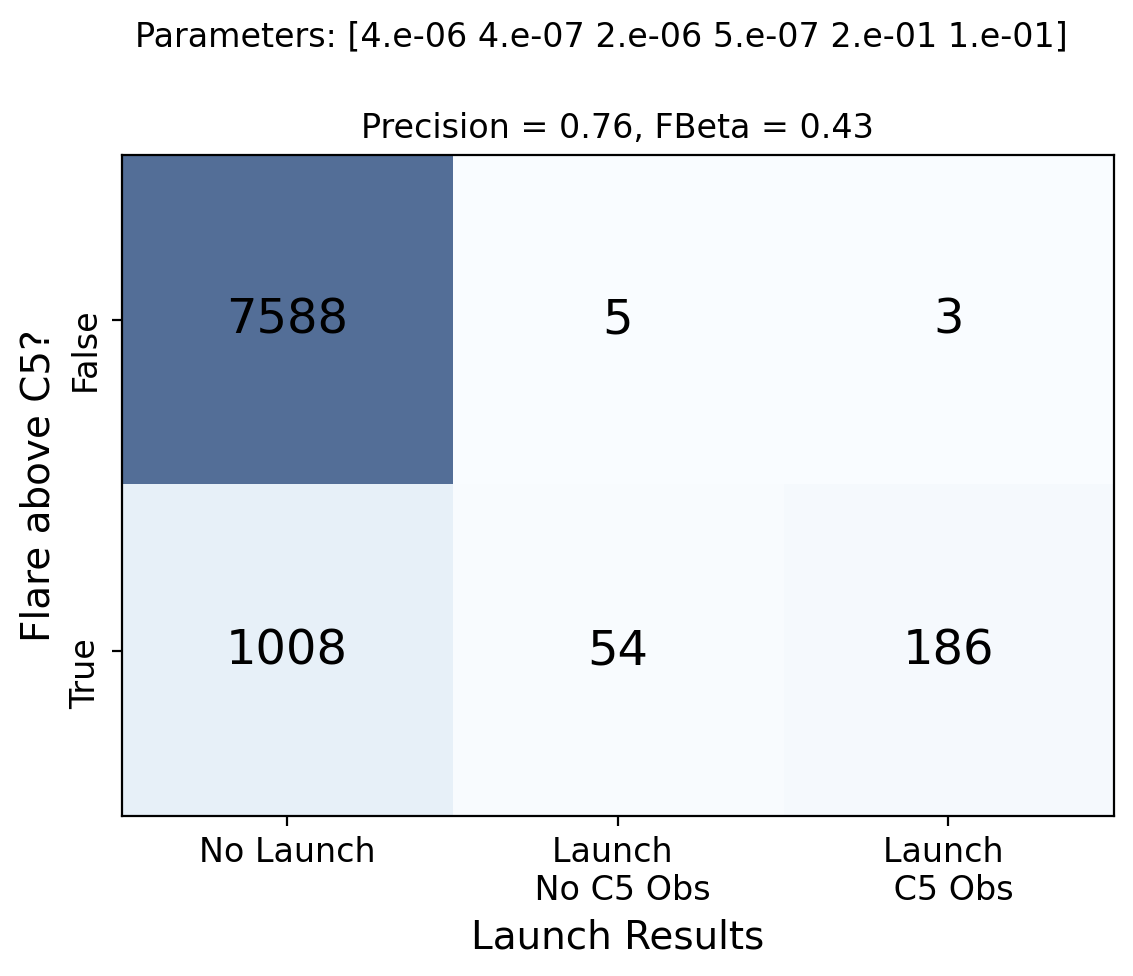 Parameters: [4.e-06 4.e-07 2.e-06 5.e-07 2.e-01 1.e-01]
Precision = 0.76, FBeta = 0.43
Flare above C5?
False
7588
5
3
True
1008
54
186
No Launch
Launch
No C5 Obs
Launch
C5 Obs
Launch Results